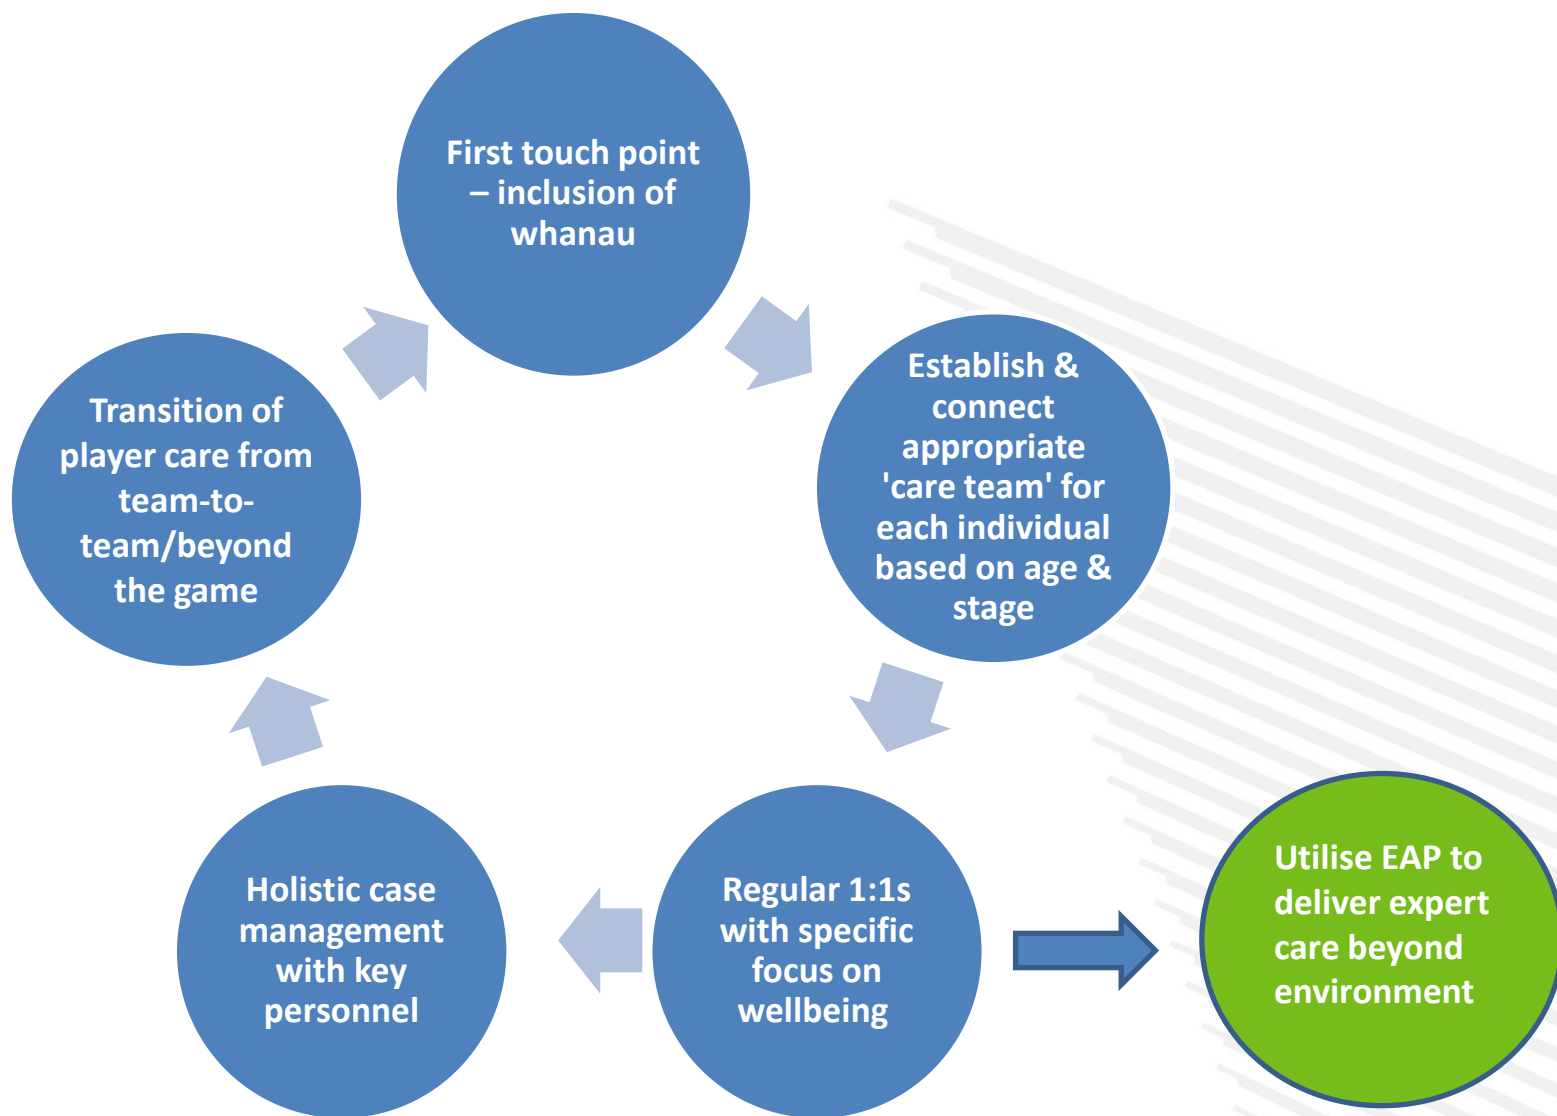 First touch point
– inclusion of
whanau
Establish &
connect
appropriate
'care team' for
each individual
based on age &
stage
Regular 1:1s
with specific
focus on
wellbeing
Utilise EAP to
deliver expert
care beyond
environment
Holistic case
management
with key
personnel
Transition of
player care from
team-to-
team/beyond
the game